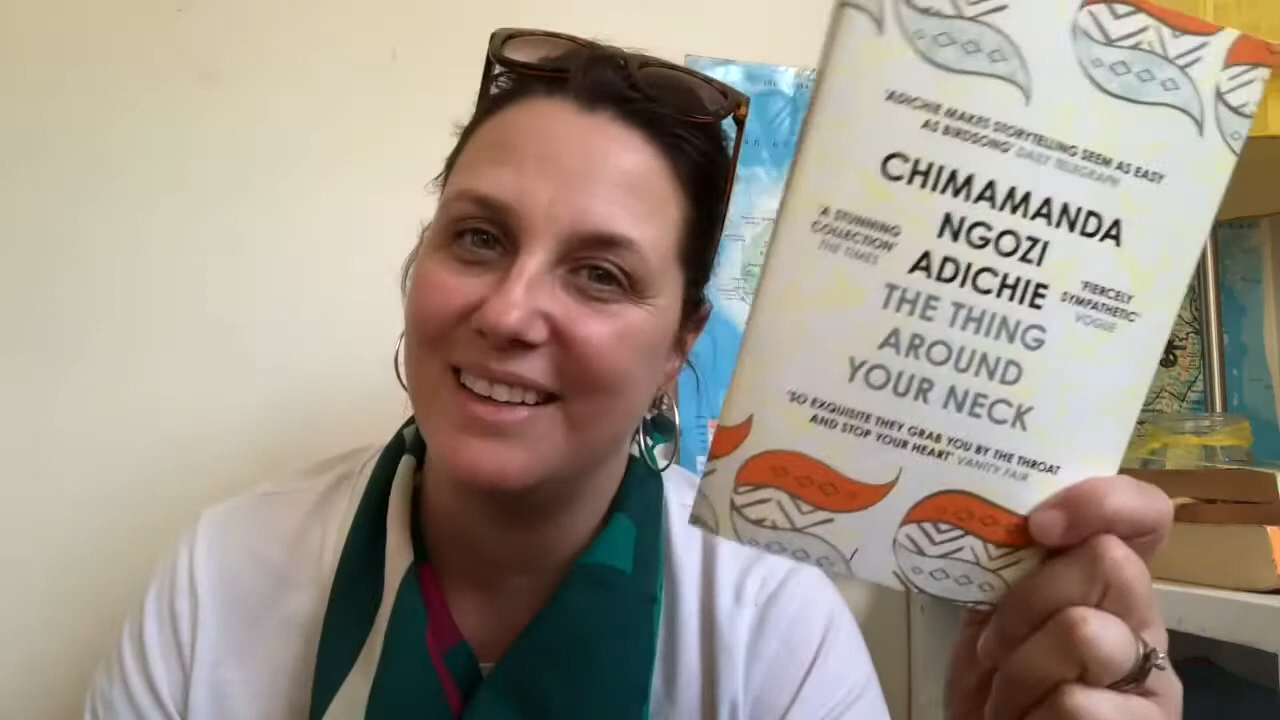 'ADICHIE MAKES STORYTELLING SEEM AS EASY
AS BIRDSONG' DAILY TELEGRAPH
CHIMAMANDA
NGOZI
ADICHIE
'A STUNNING
COLLECTION'
THE TIMES
'FIERCELY
SYMPATHETIC'
VOGUE
THE THING
AROUND
YOUR NECK
'SO EXQUISITE THEY GRAB YOU BY THE THROAT
AND STOP YOUR HEART' VANITY FAIR